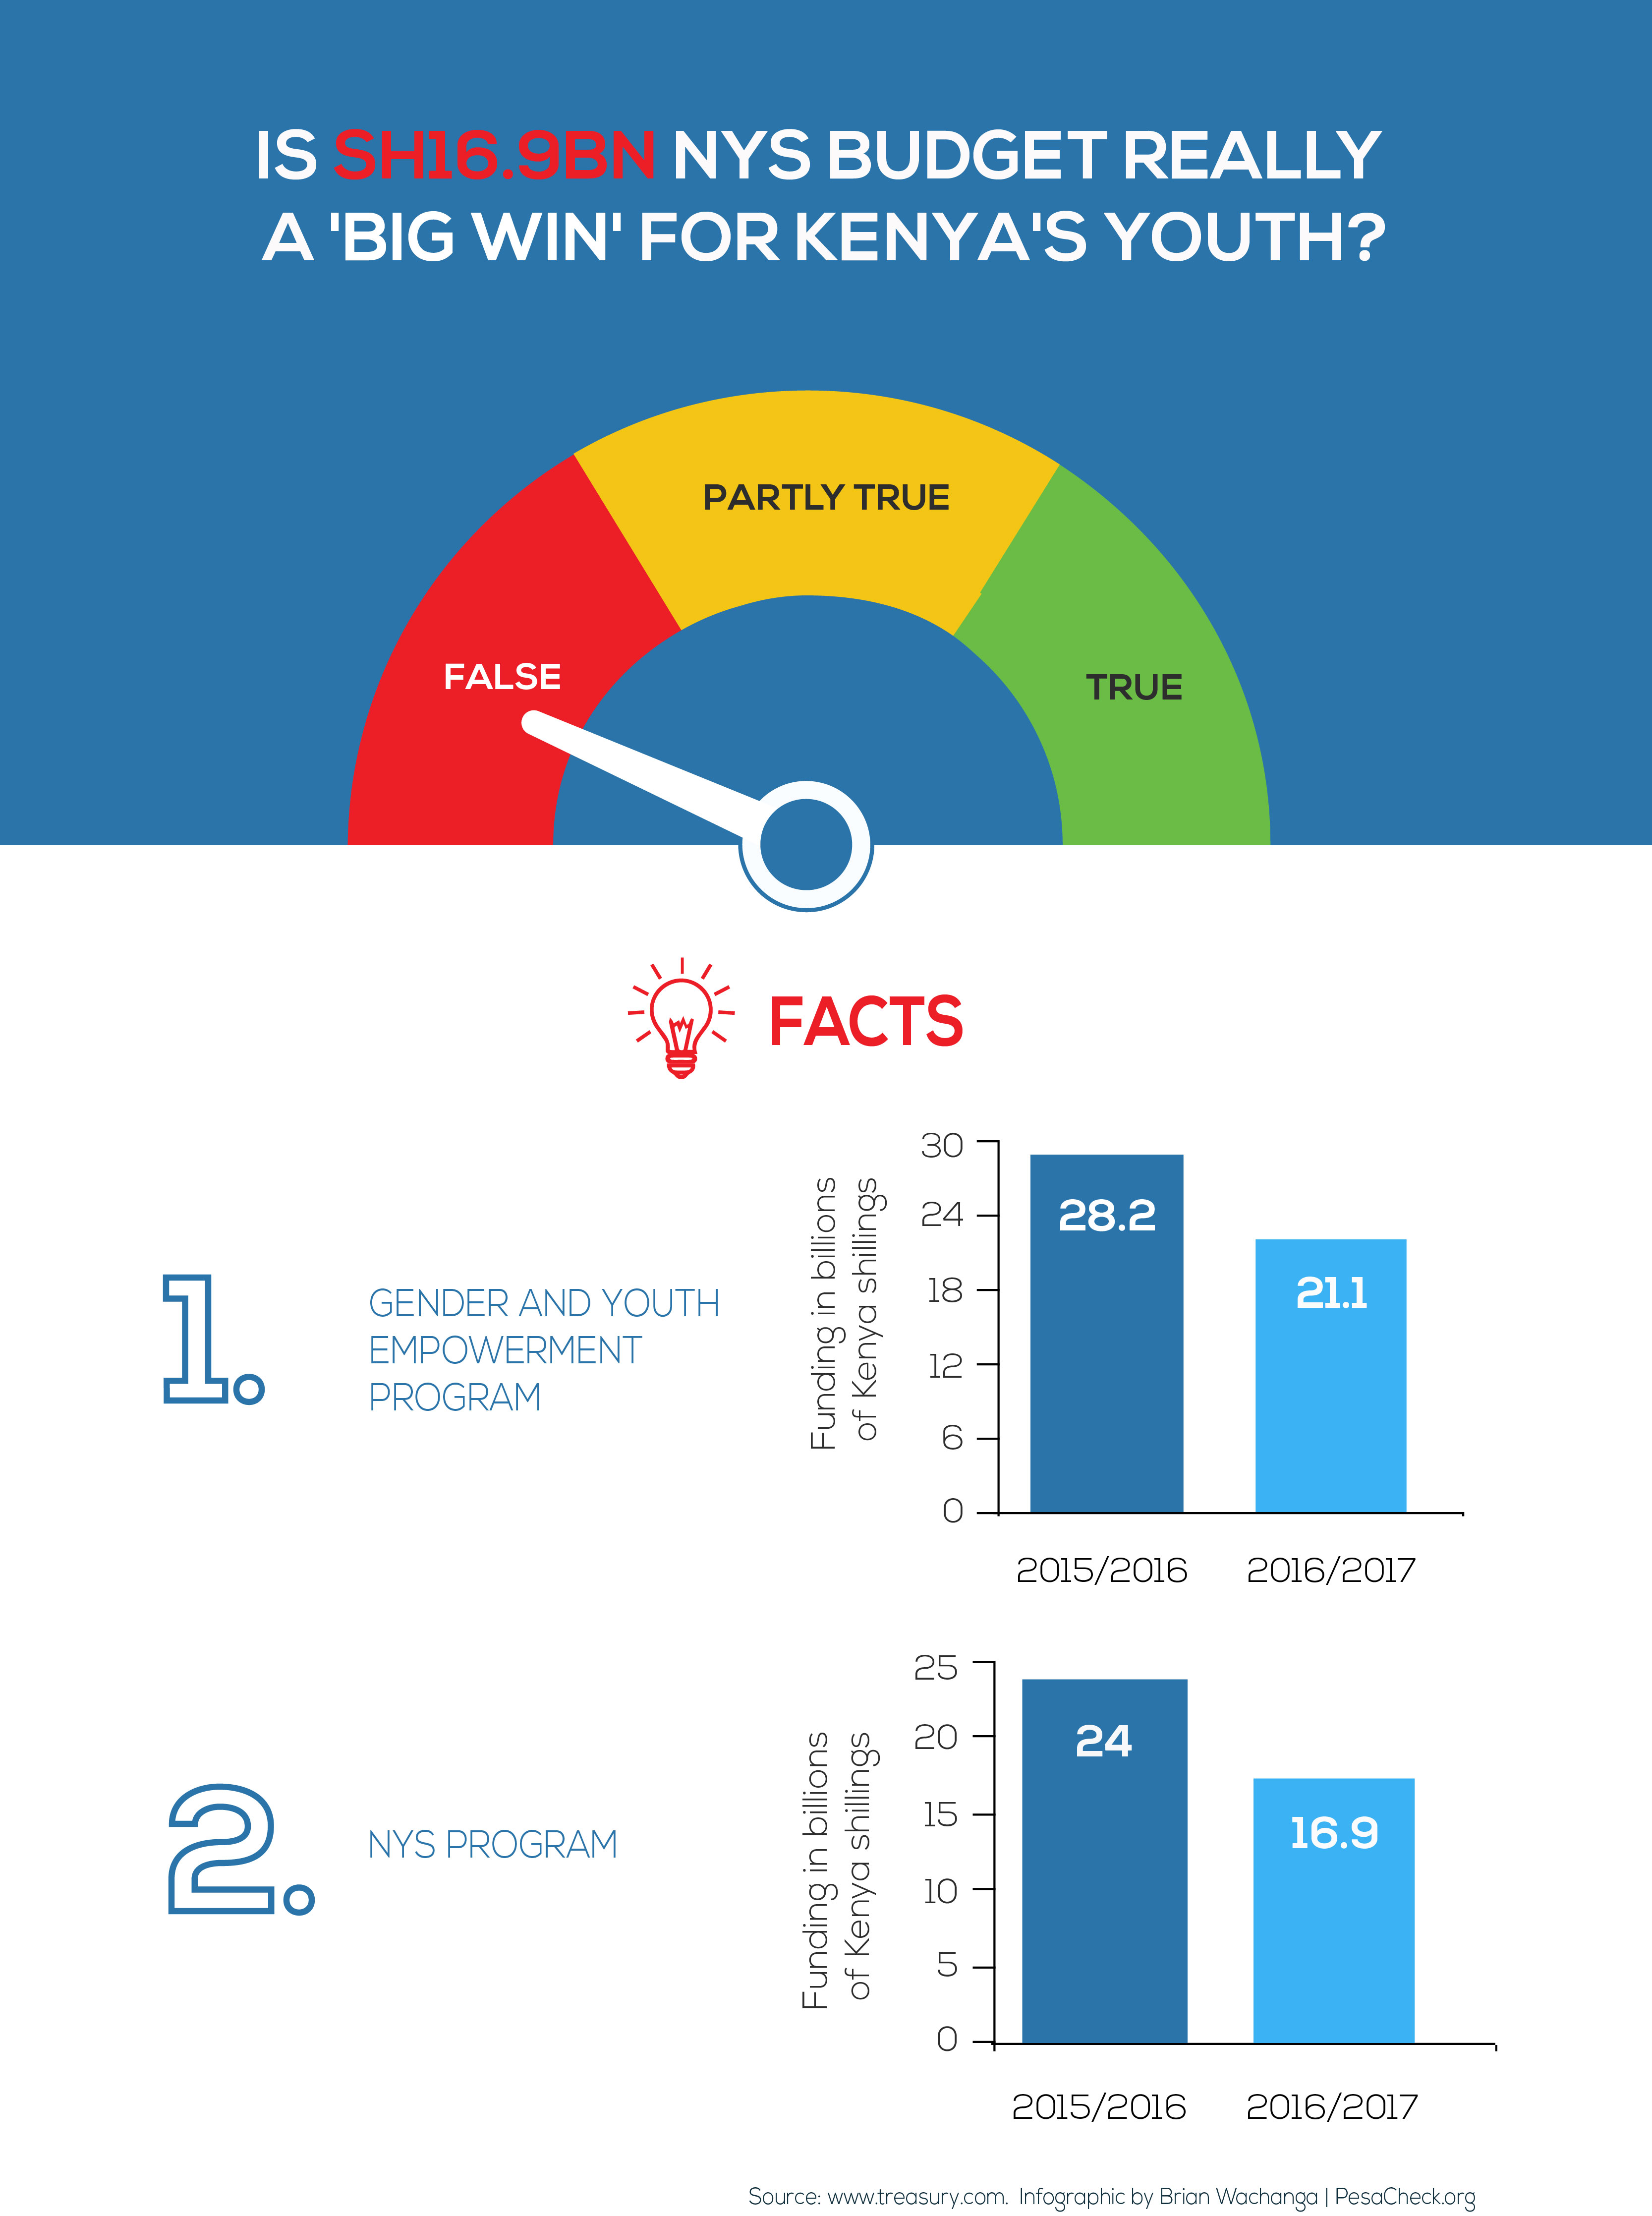 IS SH16.9BN NYS BUDGET REALLY
A 'BIG WIN' FOR KENYA'S YOUTH?
PARTLY TRUE
FALSE
TRUE
FACTS
1.
GENDER AND YOUTH
EMPOWERMENT
PROGRAM
Funding in billions
of Kenya shillings
30
24
18
12
6
0
28.2
21.1
2015/2016
2016/2017
2.
NYS PROGRAM
Funding in billions
of Kenya shillings
25
20
15
10
5
0
24
16.9
2015/2016
2016/2017
Source: www.treasury.com. Infographic by Brian Wachanga | PesaCheck.org